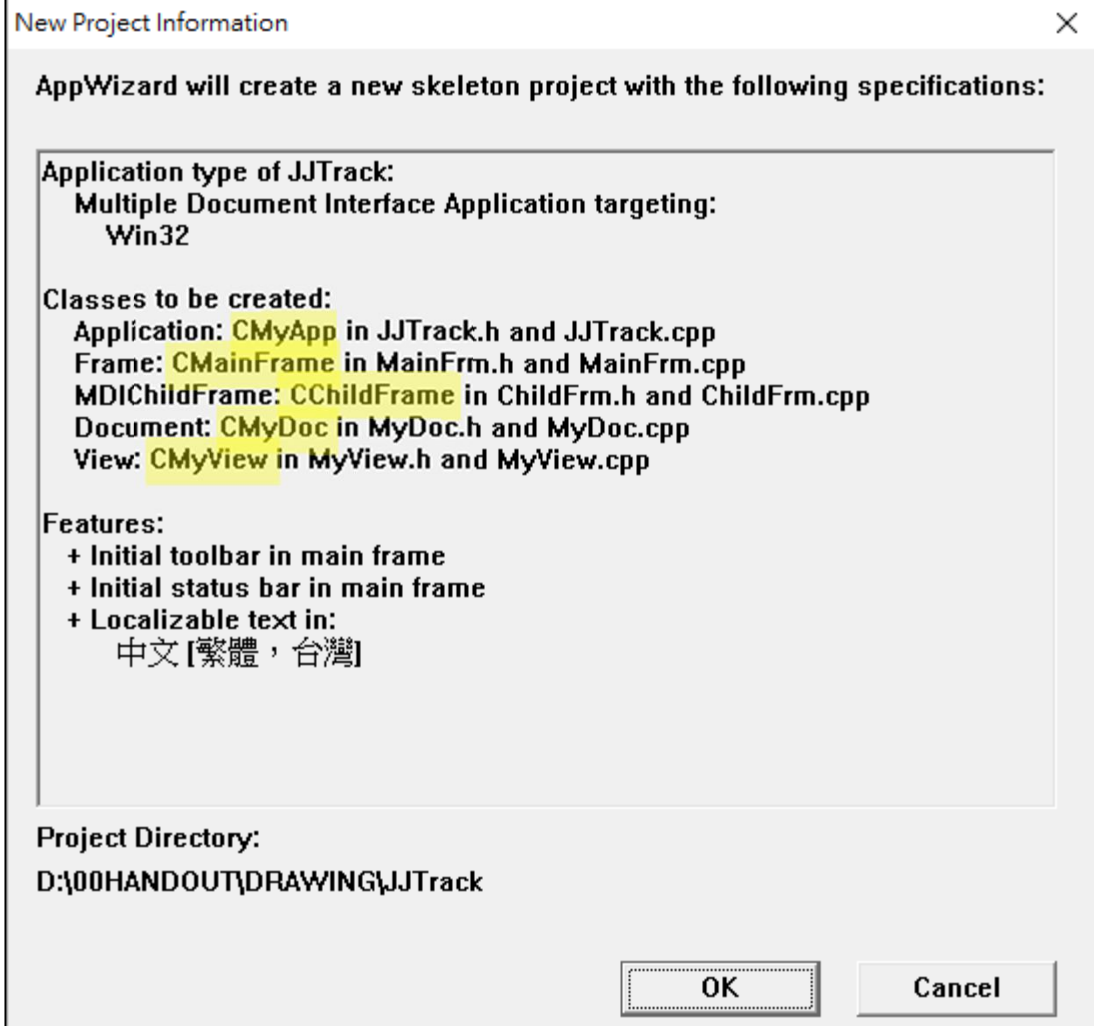 New Project Information
AppWizard will create a new skeleton project with the following specifications:
Application type of JJTrack:
Multiple Document Interface Application targeting:
Win32
Classes to be created:
Application: CMyApp in JJTrack.h and JJTrack.cpp
Frame: CMainFrame in MainFrm.h and MainFrm.cpp
MDIChildFrame: CChildFrame in ChildFrm.h and ChildFrm.cpp
Document: CMyDoc in MyDoc.h and MyDoc.cpp
View: CMyView in MyView.h and MyView.cpp
Features:
+ Initial toolbar in main frame
+ Initial status bar in main frame
+ Localizable text in:
中文 [繁體，台灣]
Project Directory:
D:\00HANDOUT\DRAWING\JJTrack
OK Cancel